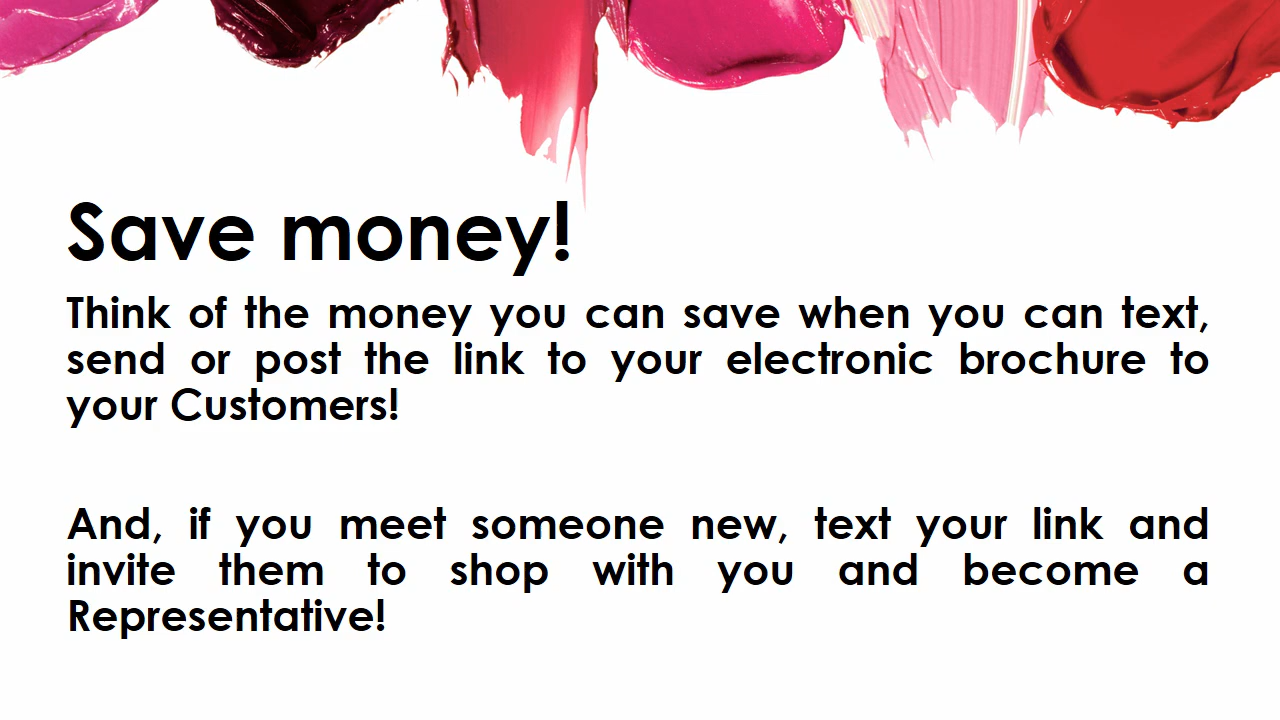 Save money!
Think of the money you can save when you can text,
send or post the link to your electronic brochure to
your Customers!
And, if you meet someone new, text your link and
invite them to shop with you and become a
Representative!